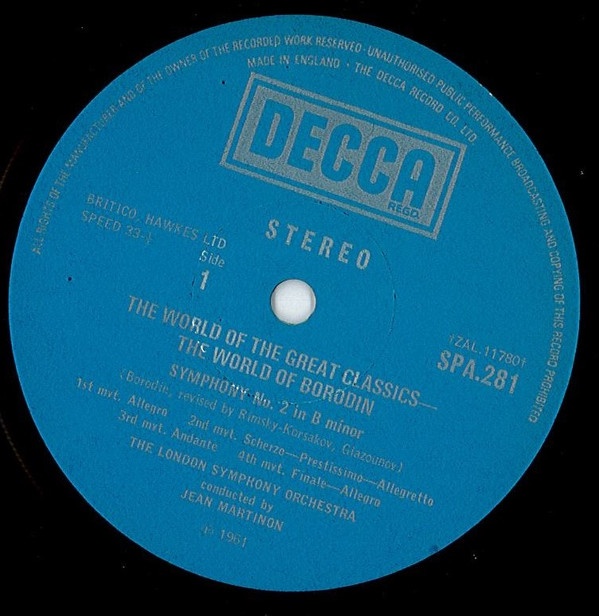 ALL RIGHTS OF THE MANUFACTURER AND OF THE OWNER OF THE RECORDED WORK RESERVED · UNAUTHORISED PUBLIC PERFORMANCE BROADCASTING AND COPYING OF THIS RECORD PROHIBITED
MADE IN ENGLAND · THE DECCA RECORD CO. LTD.
DECCA
REGD.
STEREO
BRITICO, HAWKES LTD
SPEED 33⅓
Side
1
(ZAL.11780)
SPA.281
THE WORLD OF THE GREAT CLASSICS—
THE WORLD OF BORODIN
SYMPHONY No. 2 in B minor
(Borodin, revised by Rimsky-Korsakov, Glazounov)
1st mvt. Allegro 2nd mvt. Scherzo—Prestissimo—Allegretto
3rd mvt. Andante 4th mvt. Finale—Allegro
THE LONDON SYMPHONY ORCHESTRA
conducted by
JEAN MARTINON
℗ 1961